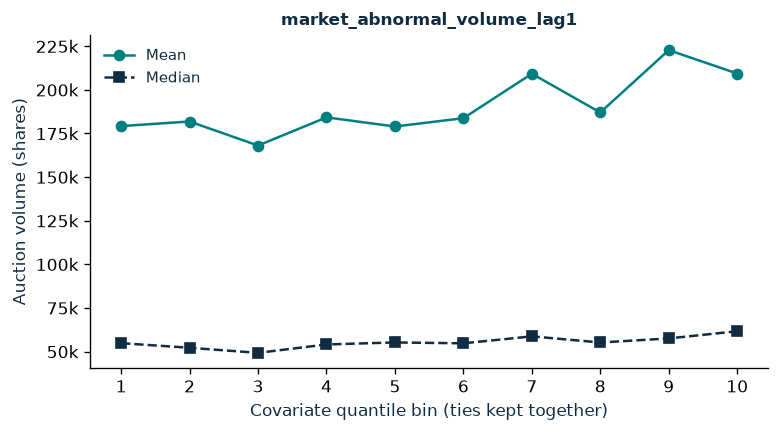 market_abnormal_volume_lag1
Mean
Median
Auction volume (shares)
225k
200k
175k
150k
125k
100k
75k
50k
1 2 3 4 5 6 7 8 9 10
Covariate quantile bin (ties kept together)